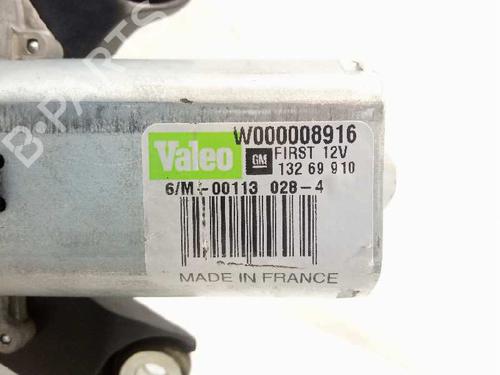 W000008916
Valeo
GM
FIRST 12V
132 69 910
6/M -00113 028-4
MADE IN FRANCE
B-PARTS